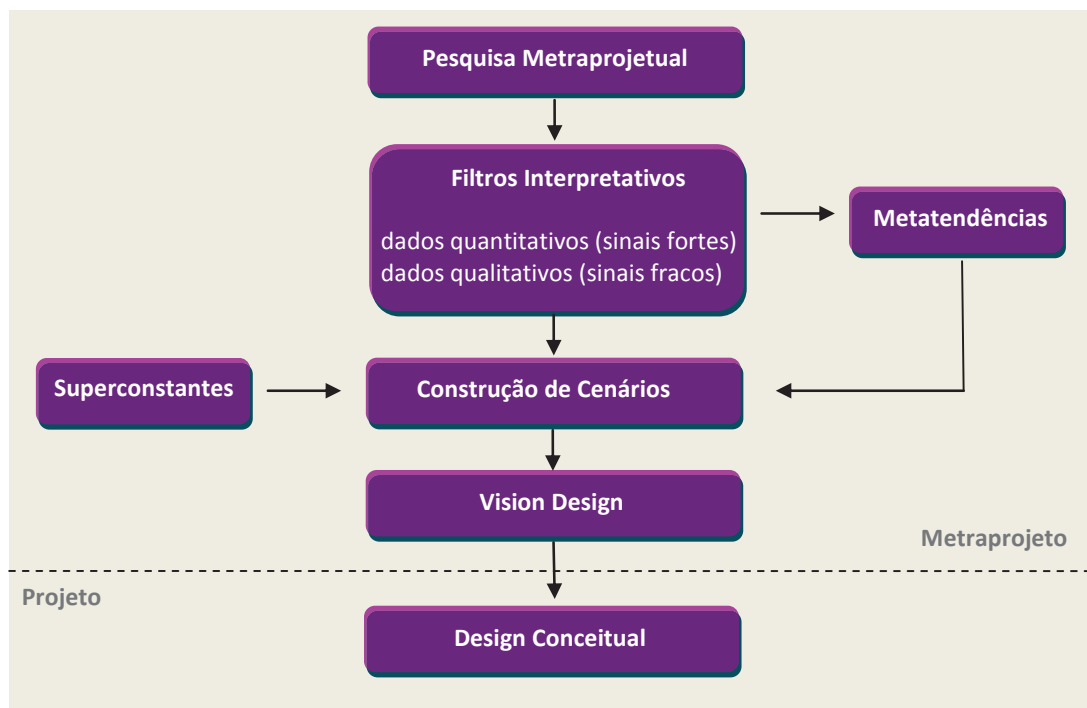 Pesquisa Metraprojetual
Filtros Interpretativos
dados quantitativos (sinais fortes)
dados qualitativos (sinais fracos)
Metatendências
Superconstantes
Construção de Cenários
Vision Design
Metraprojeto
Projeto
Design Conceitual